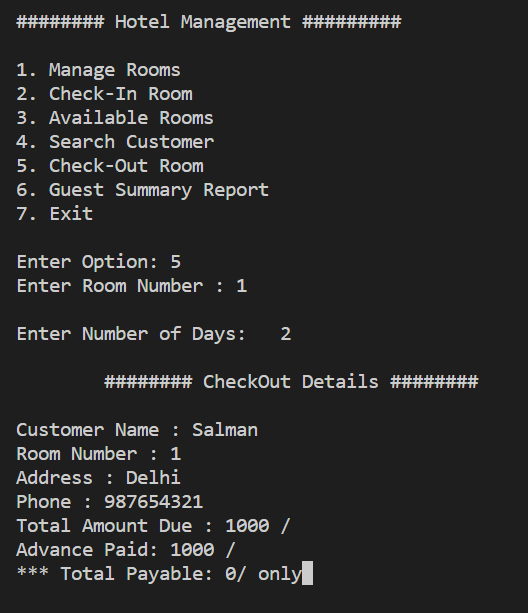 ######## Hotel Management #########
1. Manage Rooms
2. Check-In Room
3. Available Rooms
4. Search Customer
5. Check-Out Room
6. Guest Summary Report
7. Exit
Enter Option: 5
Enter Room Number : 1
Enter Number of Days:   2
######## CheckOut Details ########
Customer Name : Salman
Room Number : 1
Address : Delhi
Phone : 987654321
Total Amount Due : 1000 /
Advance Paid: 1000 /
*** Total Payable: 0/ only